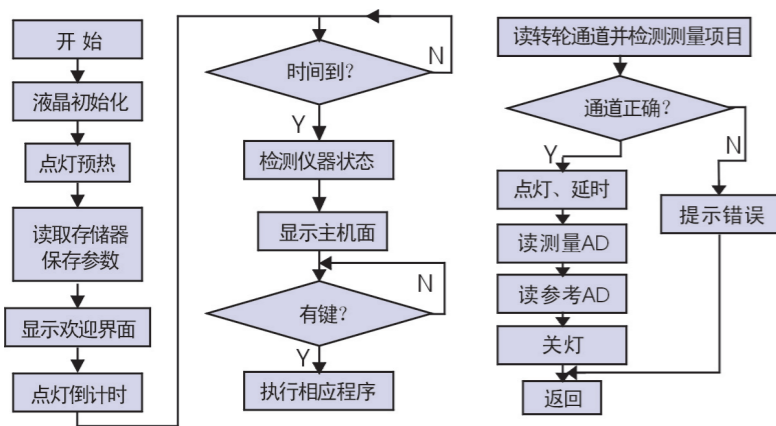 开 始
液晶初始化
点灯预热
读取存储器
保存参数
显示欢迎界面
点灯倒计时
时间到?
N
Y
检测仪器状态
显示主机面
有键?
N
Y
执行相应程序
读转轮通道并检测测量项目
通道正确?
Y
N
点灯、延时
提示错误
读测量AD
读参考AD
关灯
返回